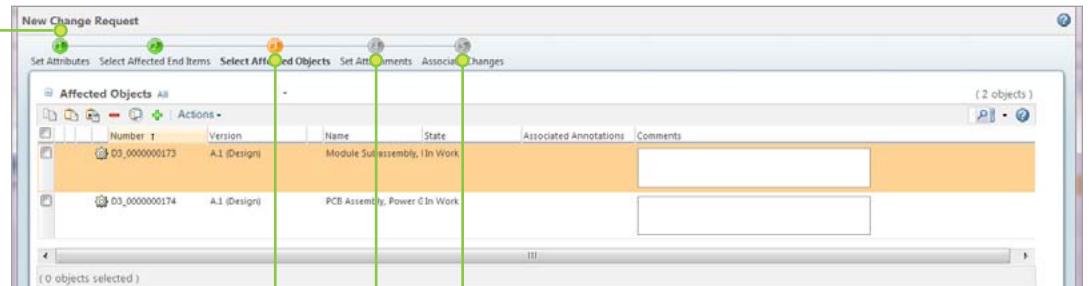 New Change Request
Set Attributes Select Affected End Items Select Affected Objects Set Attachments Associate Changes
Affected Objects All (2 objects)
Actions
Number Version Name State Associated Annotations Comments
D3_0000000173 A.1 (Design) Module Subassembly, In Work
D3_0000000174 A.1 (Design) PCB Assembly, Power In Work
(0 objects selected)